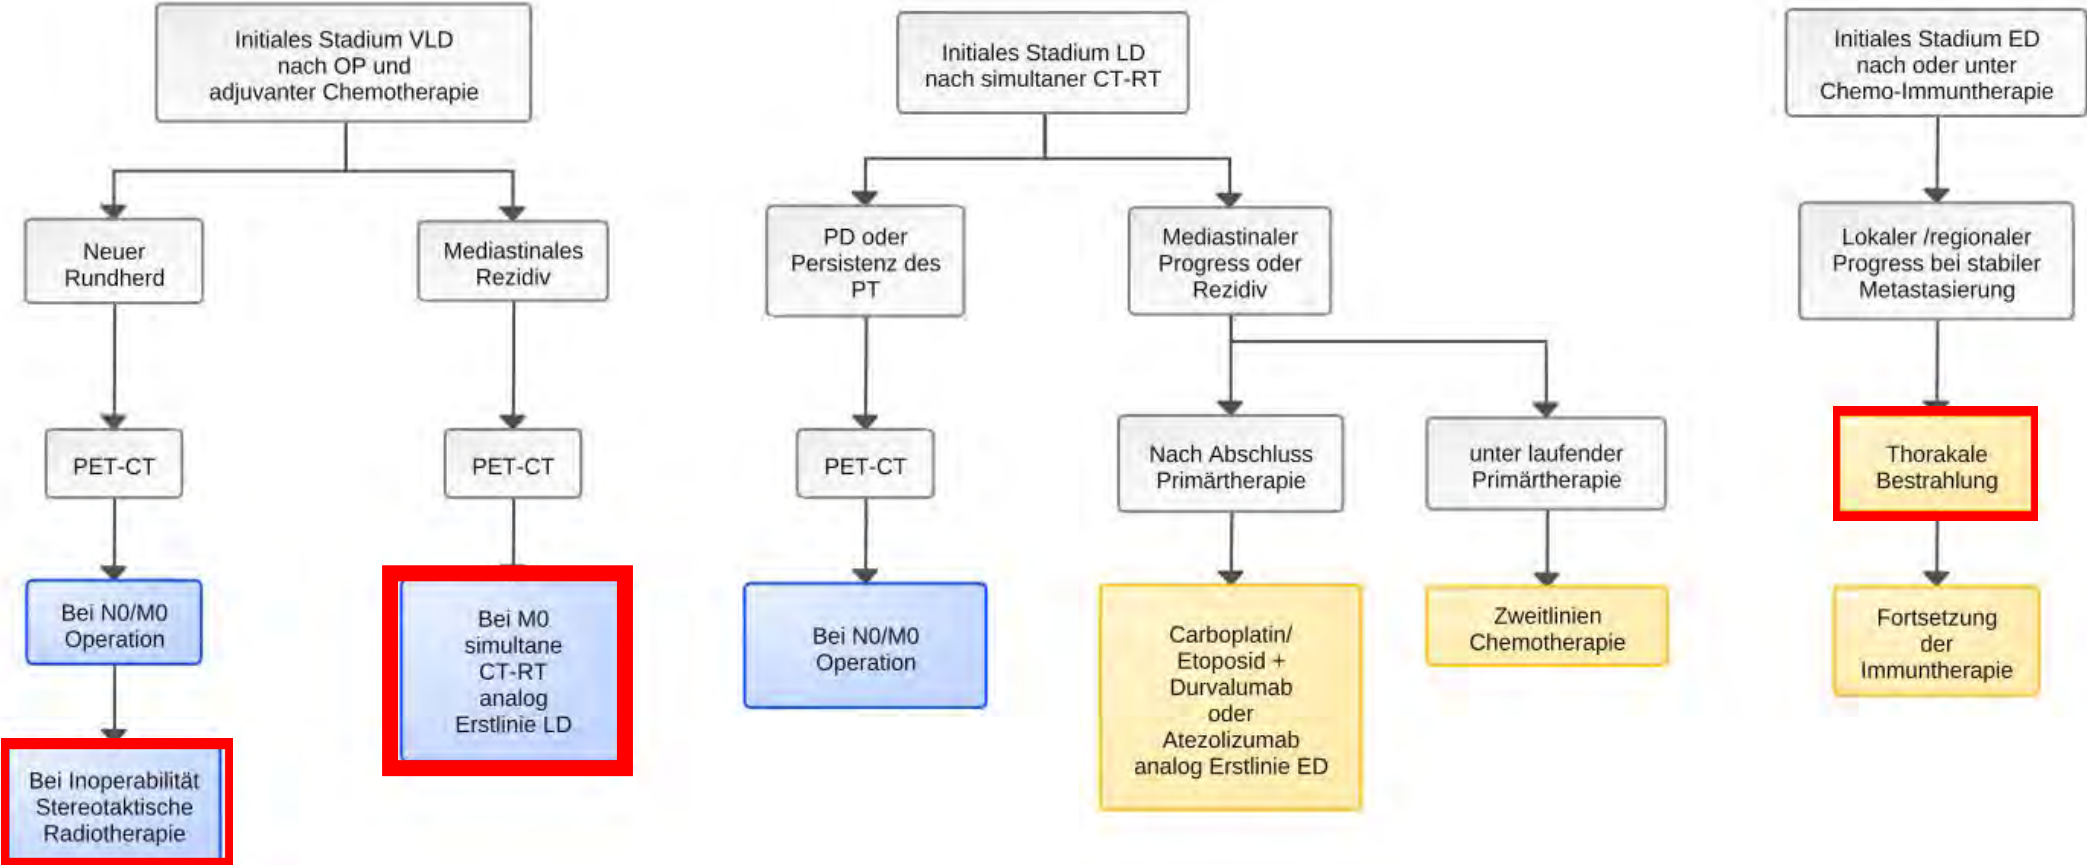 Initiales Stadium VLD
nach OP und
adjuvanter Chemotherapie
Neuer
Rundherd
PET-CT
Bei N0/M0
Operation
Bei Inoperabilität
Stereotaktische
Radiotherapie
Mediastinales
Rezidiv
PET-CT
Bei M0
simultane
CT-RT
analog
Erstlinie LD
Initiales Stadium LD
nach simultaner CT-RT
PD oder
Persistenz des
PT
PET-CT
Bei N0/M0
Operation
Mediastinaler
Progress oder
Rezidiv
Nach Abschluss
Primärtherapie
Carboplatin/
Etoposid +
Durvalumab
oder
Atezolizumab
analog Erstlinie ED
unter laufender
Primärtherapie
Zweitlinien
Chemotherapie
Initiales Stadium ED
nach oder unter
Chemo-Immuntherapie
Lokaler /regionaler
Progress bei stabiler
Metastasierung
Thorakale
Bestrahlung
Fortsetzung
der
Immuntherapie